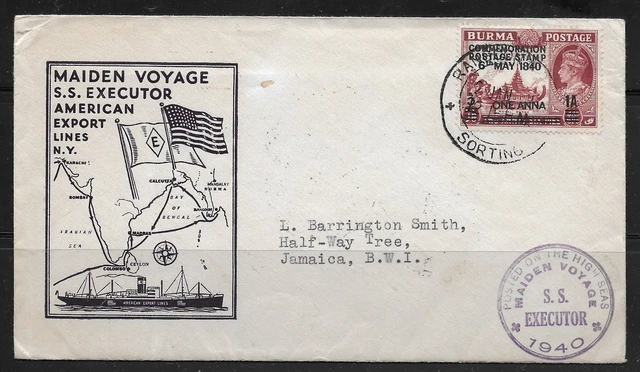 MAIDEN VOYAGE
S.S. EXECUTOR
AMERICAN
EXPORT
LINES
N.Y.
E
KARACHI
CALCUTTA
MANDALAY
BURMA
BOMBAY
RANGOON
BAY
OF
BENGAL
ARABIAN
SEA
MADRAS
COLOMBO
CEYLON
AMERICAN EXPORT LINES
BURMA POSTAGE
COMMEMORATION
POSTAGE STAMP
6TH MAY 1840
ONE ANNA 1A
SORTING
L. Barrington Smith,
Half-Way Tree,
Jamaica, B.W.I.
POSTED ON THE HIGH SEAS
MAIDEN VOYAGE
S.S.
EXECUTOR
1940